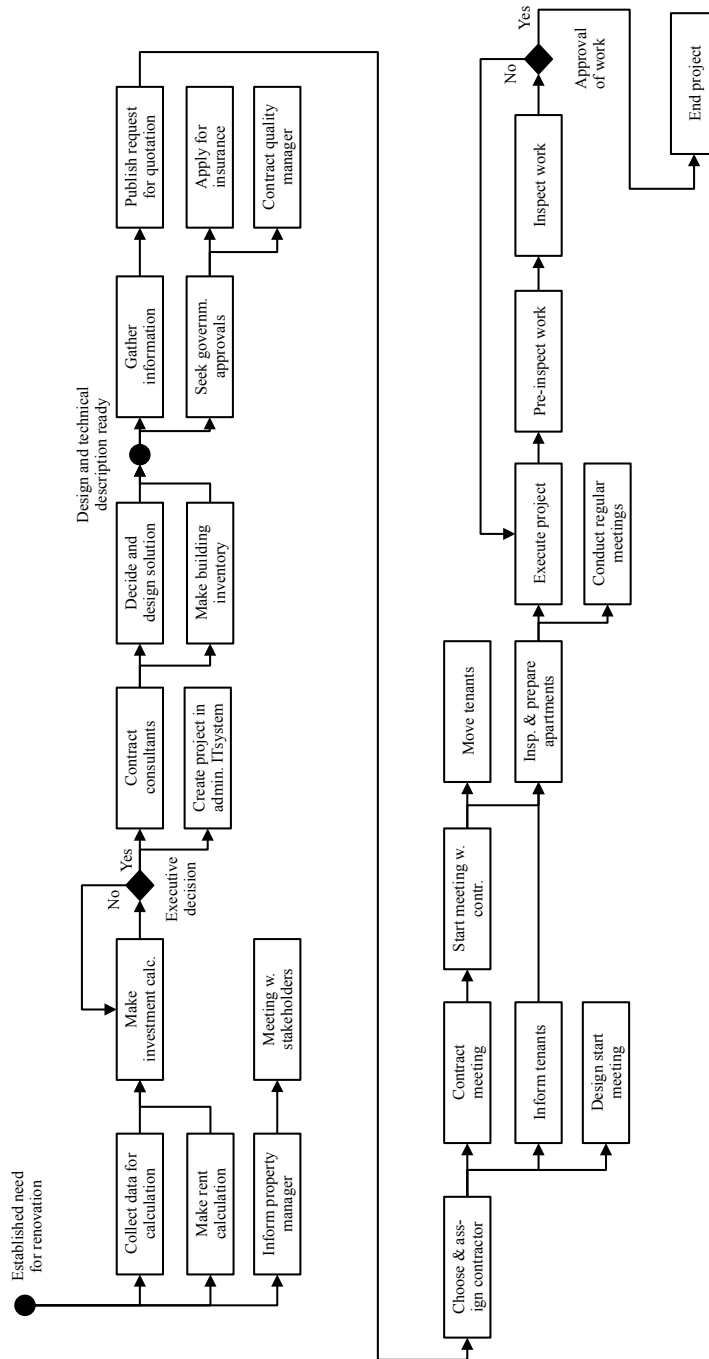 Established need
for renovation
Collect data for
calculation
Make rent
calculation
Inform property
manager
Make
investment calc.
Meeting w.
stakeholders
No
Yes
Executive
decision
Contract
consultants
Create project in
admin. ITsystem
Decide and
design solution
Make building
inventory
Design and technical
description ready
Gather
information
Seek governm.
approvals
Publish request
for quotation
Apply for
insurance
Contract quality
manager
Choose & ass-
ign contractor
Contract
meeting
Inform tenants
Design start
meeting
Start meeting w.
contr.
Move tenants
Insp. & prepare
apartments
Execute project
Conduct regular
meetings
Pre-inspect work
Inspect work
No
Yes
Approval
of work
End project